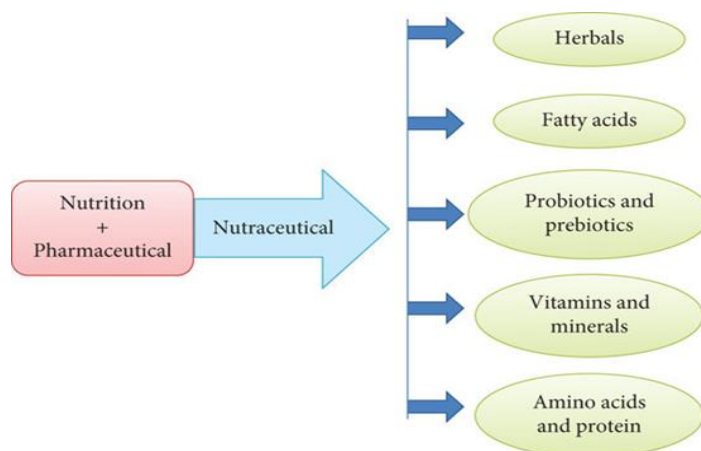 Nutrition
+
Pharmaceutical
Nutraceutical
Herbals
Fatty acids
Probiotics and
prebiotics
Vitamins and
minerals
Amino acids
and protein